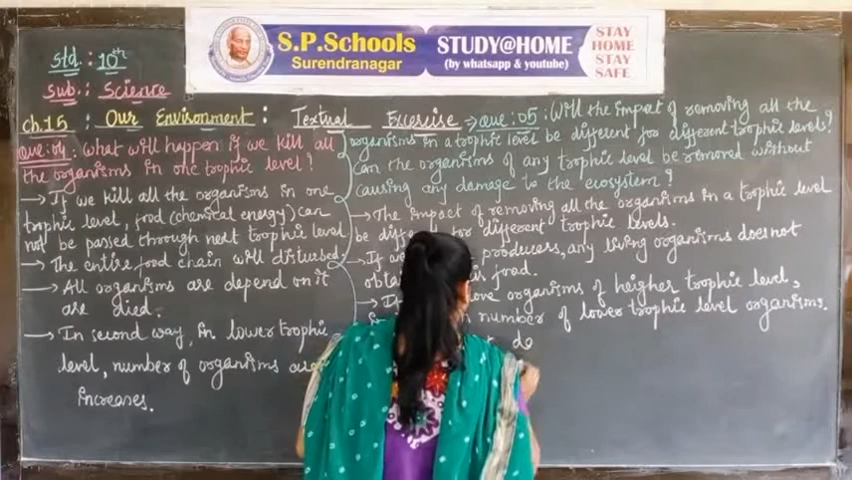 S.P.Schools
Surendranagar
STUDY@HOME
(by whatsapp & youtube)
STAY
HOME
STAY
SAFE
std : 10th
sub : Science
Ch.15 : Our Environment : Textual Excersise
Que:04 : What will happen if we kill all
the organisms in one trophic level?
→ If we kill all the organisms in one
trophic level, food (chemical energy) can
not be passed through next trophic level
→ The entire food chain will disturbed.
→ All organisms are depend on it
are died.
→ In second way, in lower trophic
level, number of organisms are
increases.
→ Que:05 : Will the impact of removing all the
organisms in a trophic level be different for different trophic levels?
can the organisms of any trophic level be removed without
causing any damage to the ecosystem?
→ The impact of removing all the organisms in a trophic level
be different for different trophic levels.
→ If producers, any living organisms does not
food.
→ organisms of heigher trophic level,
number of lower trophic level organisms.
de